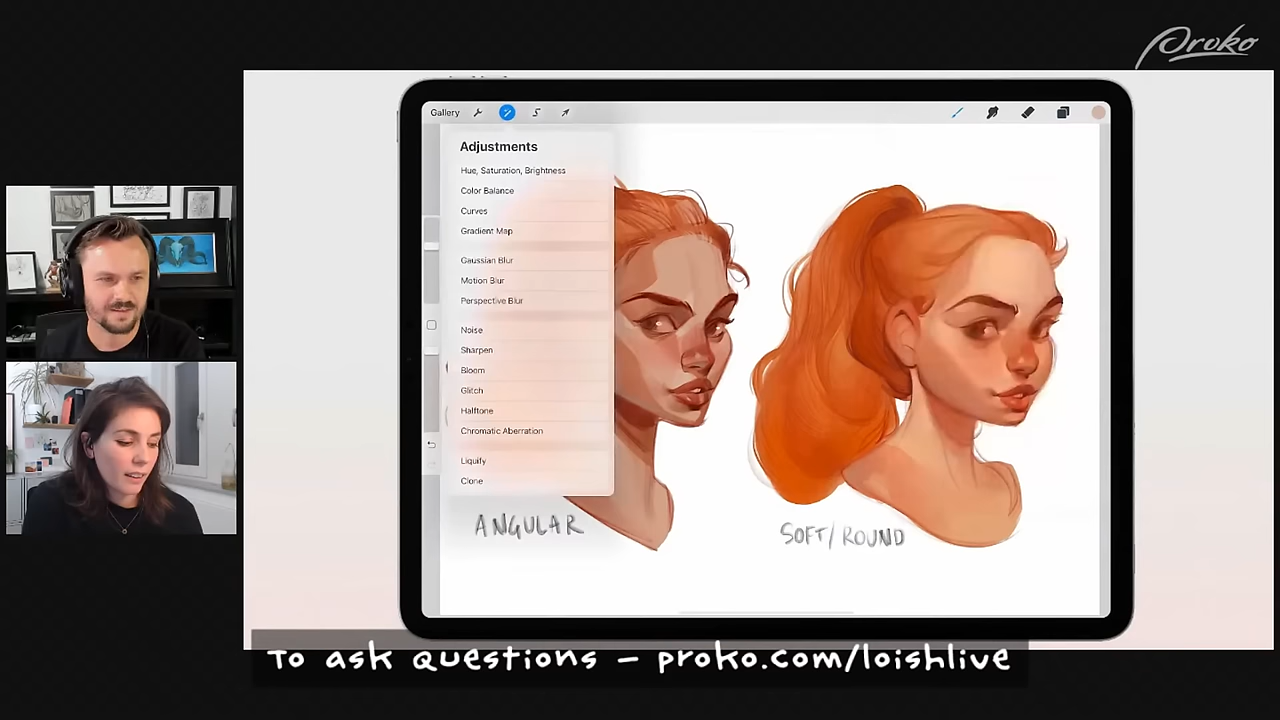 Proko
Gallery
Adjustments
Hue, Saturation, Brightness
Color Balance
Curves
Gradient Map
Gaussian Blur
Motion Blur
Perspective Blur
Noise
Sharpen
Bloom
Glitch
Halftone
Chromatic Aberration
Liquify
Clone
ANGULAR
SOFT/ROUND
To ask questions – proko.com/loishlive